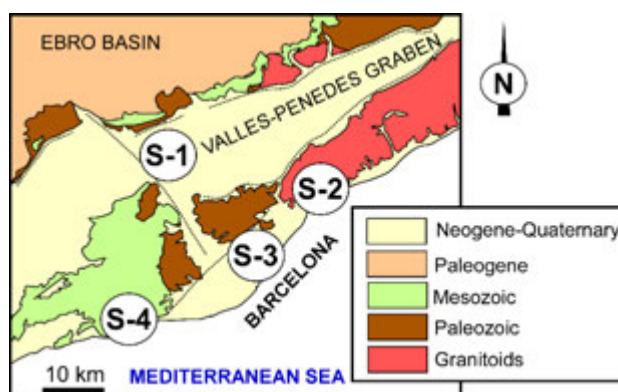 EBRO BASIN
VALLES-PENEDES GRABEN
N
S-1
S-2
S-3
S-4
BARCELONA
Neogene-Quaternary
Paleogene
Mesozoic
Paleozoic
Granitoids
10 km
MEDITERRANEAN SEA